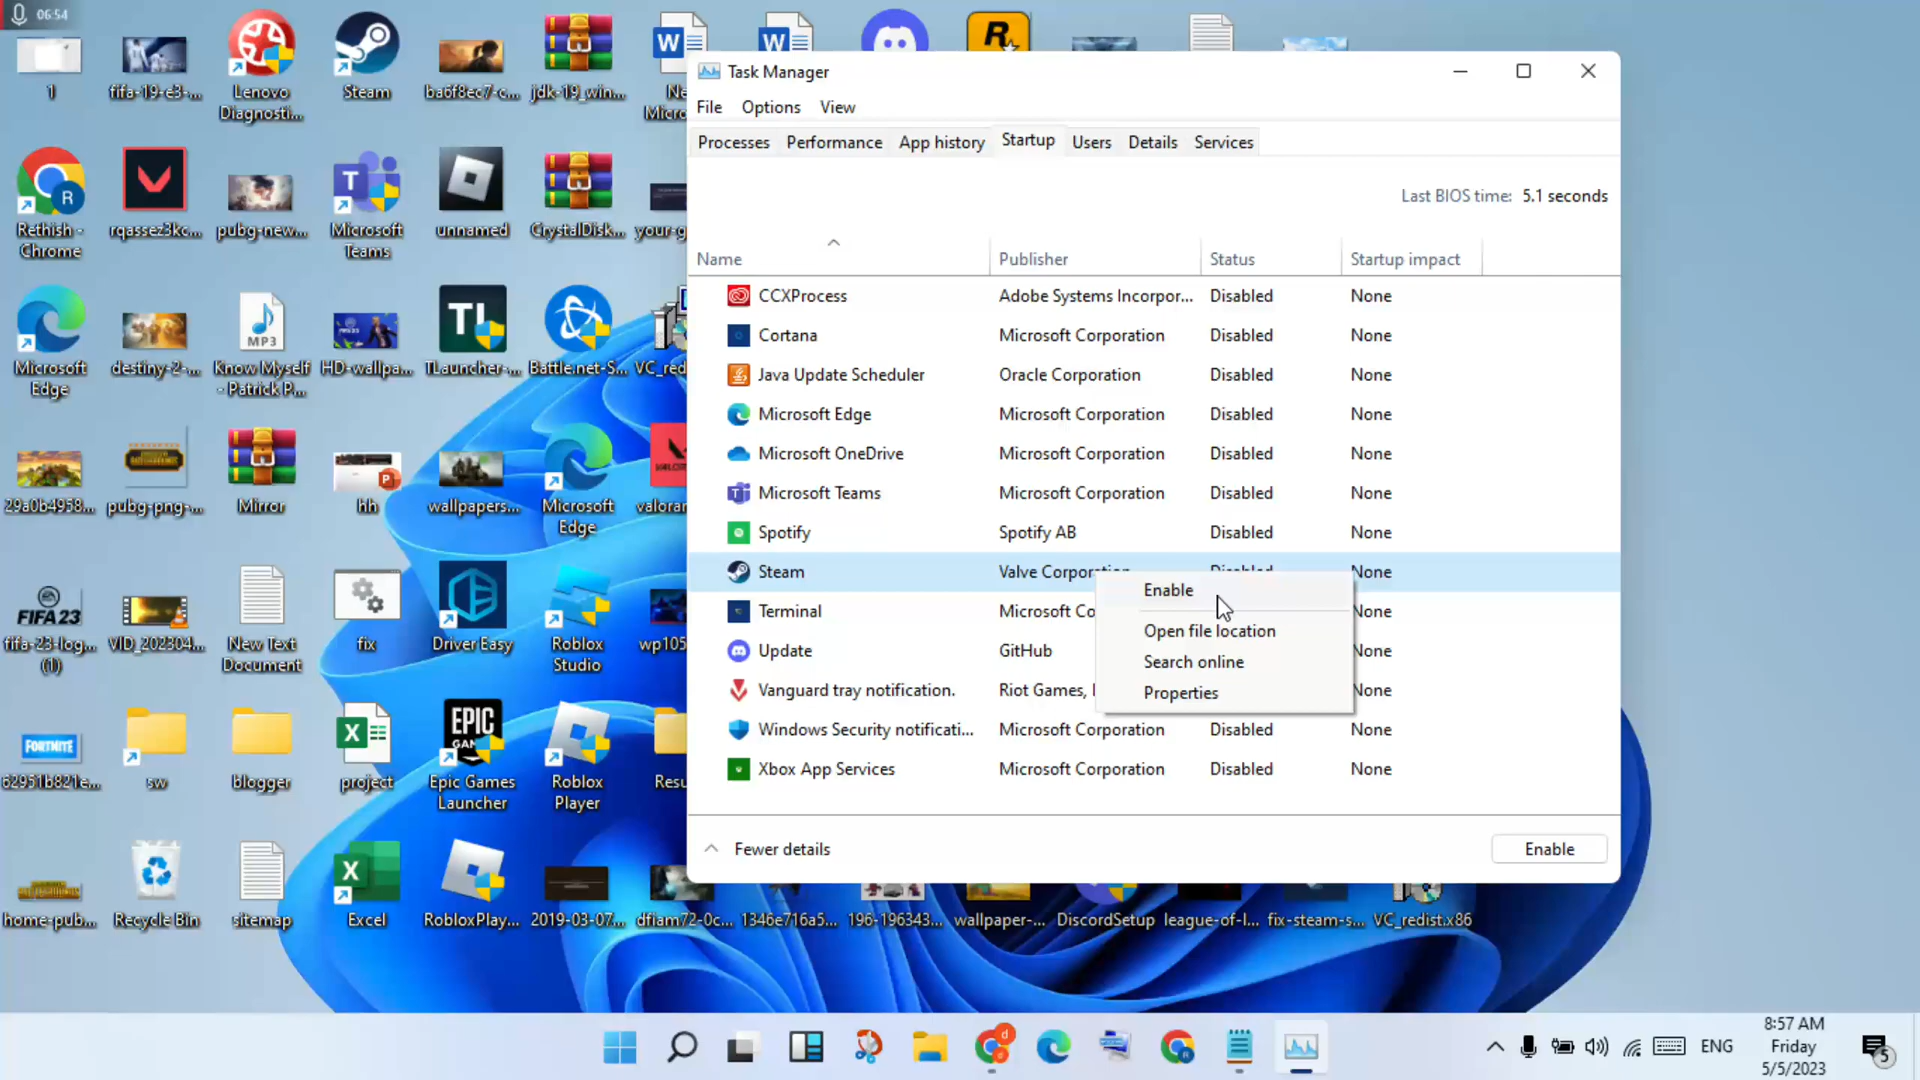 06:54
1
fifa-19-e3-...
Lenovo
Diagnosti...
Steam
ba6f8ec7-c...
jdk-19_win...
Ne
Micro
Rethish -
Chrome
rqassez3kc...
pubg-new...
Microsoft
Teams
unnamed
CrystalDisk...
your-g
Microsoft
Edge
destiny-2-...
MP3
Know Myself
- Patrick P...
HD-wallpa...
TLauncher-...
Battle.net-S...
VC_red
29a0b4958...
pubg-png-...
Mirror
hh
wallpapers...
Microsoft
Edge
valoran
FIFA 23
fifa-23-log...
(1)
VID_202304...
New Text
Document
fix
Driver Easy
Roblox
Studio
wp105
FORTNITE
62951b821e...
sw
blogger
project
EPIC
GAM
Epic Games
Launcher
Roblox
Player
Resu
home-pub...
Recycle Bin
sitemap
Excel
RobloxPlay...
2019-03-07...
dfiam72-0c...
1346e716a5...
196-196343...
wallpaper-...
DiscordSetup
league-of-l...
fix-steam-s...
VC_redist.x86
Task Manager
File Options View
Processes Performance App history Startup Users Details Services
Last BIOS time: 5.1 seconds
Name Publisher Status Startup impact
CCXProcess Adobe Systems Incorpor... Disabled None
Cortana Microsoft Corporation Disabled None
Java Update Scheduler Oracle Corporation Disabled None
Microsoft Edge Microsoft Corporation Disabled None
Microsoft OneDrive Microsoft Corporation Disabled None
Microsoft Teams Microsoft Corporation Disabled None
Spotify Spotify AB Disabled None
Steam Valve Corporation Disabled None
Terminal Microsoft Co None
Update GitHub None
Vanguard tray notification. Riot Games, None
Windows Security notificati... Microsoft Corporation Disabled None
Xbox App Services Microsoft Corporation Disabled None
Enable
Open file location
Search online
Properties
Fewer details
Enable
ENG
8:57 AM
Friday
5/5/2023
5